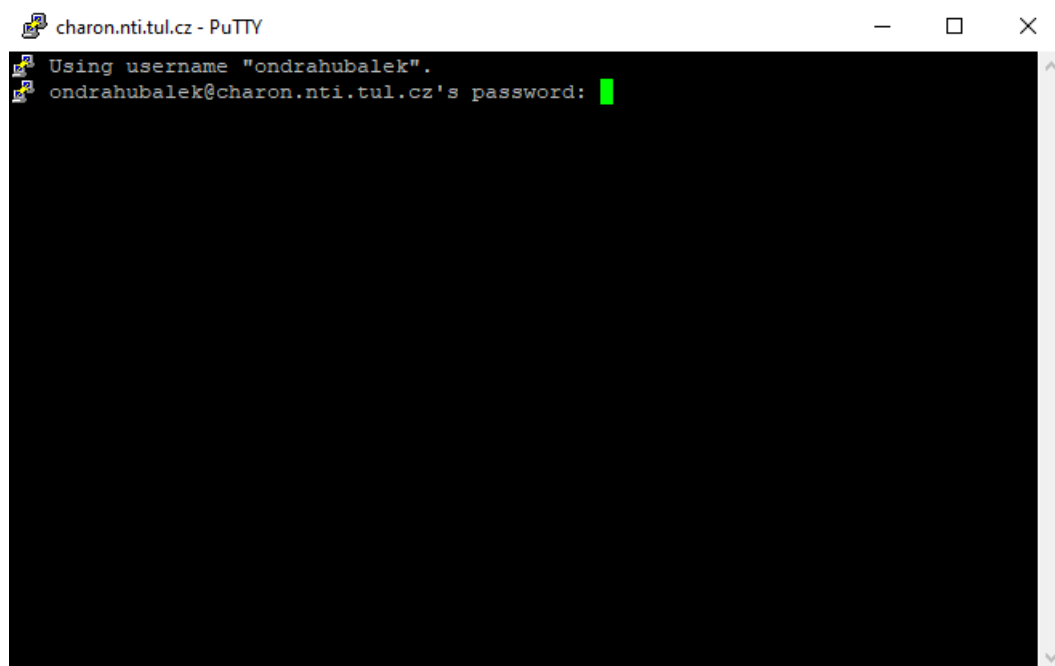 charon.nti.tul.cz - PuTTY
Using username "ondrahubalek".
ondrahubalek@charon.nti.tul.cz's password: